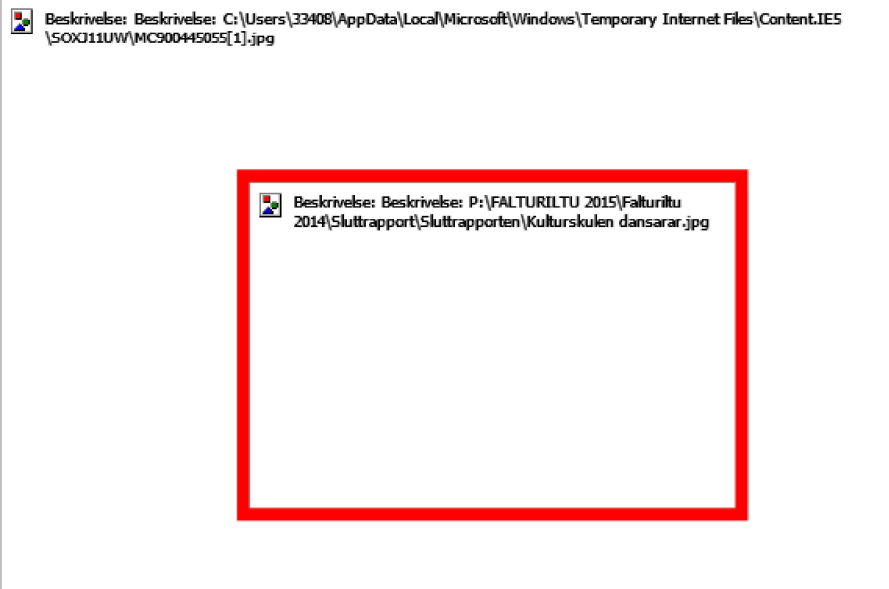 Beskrivelse: Beskrivelse: C:\Users\33408\AppData\Local\Microsoft\Windows\Temporary Internet Files\Content.IE5
\SOXJ11UW\MC900445055[1].jpg
Beskrivelse: Beskrivelse: P:\FALTURILTU 2015\Falturiltu
2014\Sluttrapport\Sluttrapporten\Kulturskulen dansarar.jpg